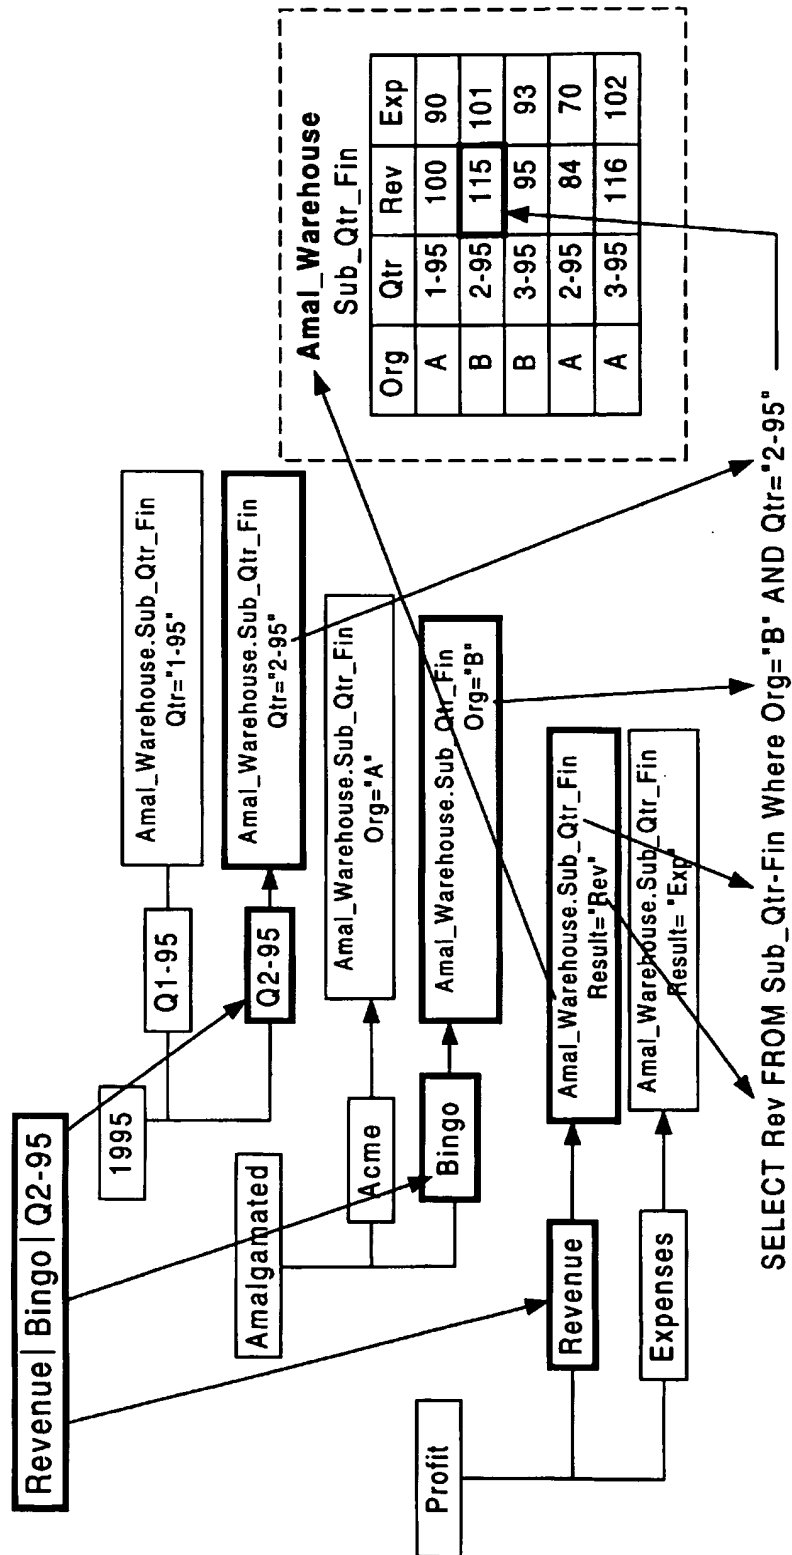 Revenue | Bingo | Q2-95
1995
Q1-95
Amal_Warehouse.Sub_Qtr_Fin
Qtr="1-95"
Q2-95
Amal_Warehouse.Sub_Qtr_Fin
Qtr="2-95"
Amalgamated
Acme
Amal_Warehouse.Sub_Qtr_Fin
Org="A"
Bingo
Amal_Warehouse.Sub_Qtr_Fin
Org="B"
Profit
Revenue
Amal_Warehouse.Sub_Qtr_Fin
Result="Rev"
Expenses
Amal_Warehouse.Sub_Qtr_Fin
Result= "Exp"
Amal_Warehouse
Sub_Qtr_Fin
Org Qtr Rev Exp
A 1-95 100 90
B 2-95 115 101
B 3-95 95 93
A 2-95 84 70
A 3-95 116 102
SELECT Rev FROM Sub_Qtr-Fin Where Org="B" AND Qtr="2-95"